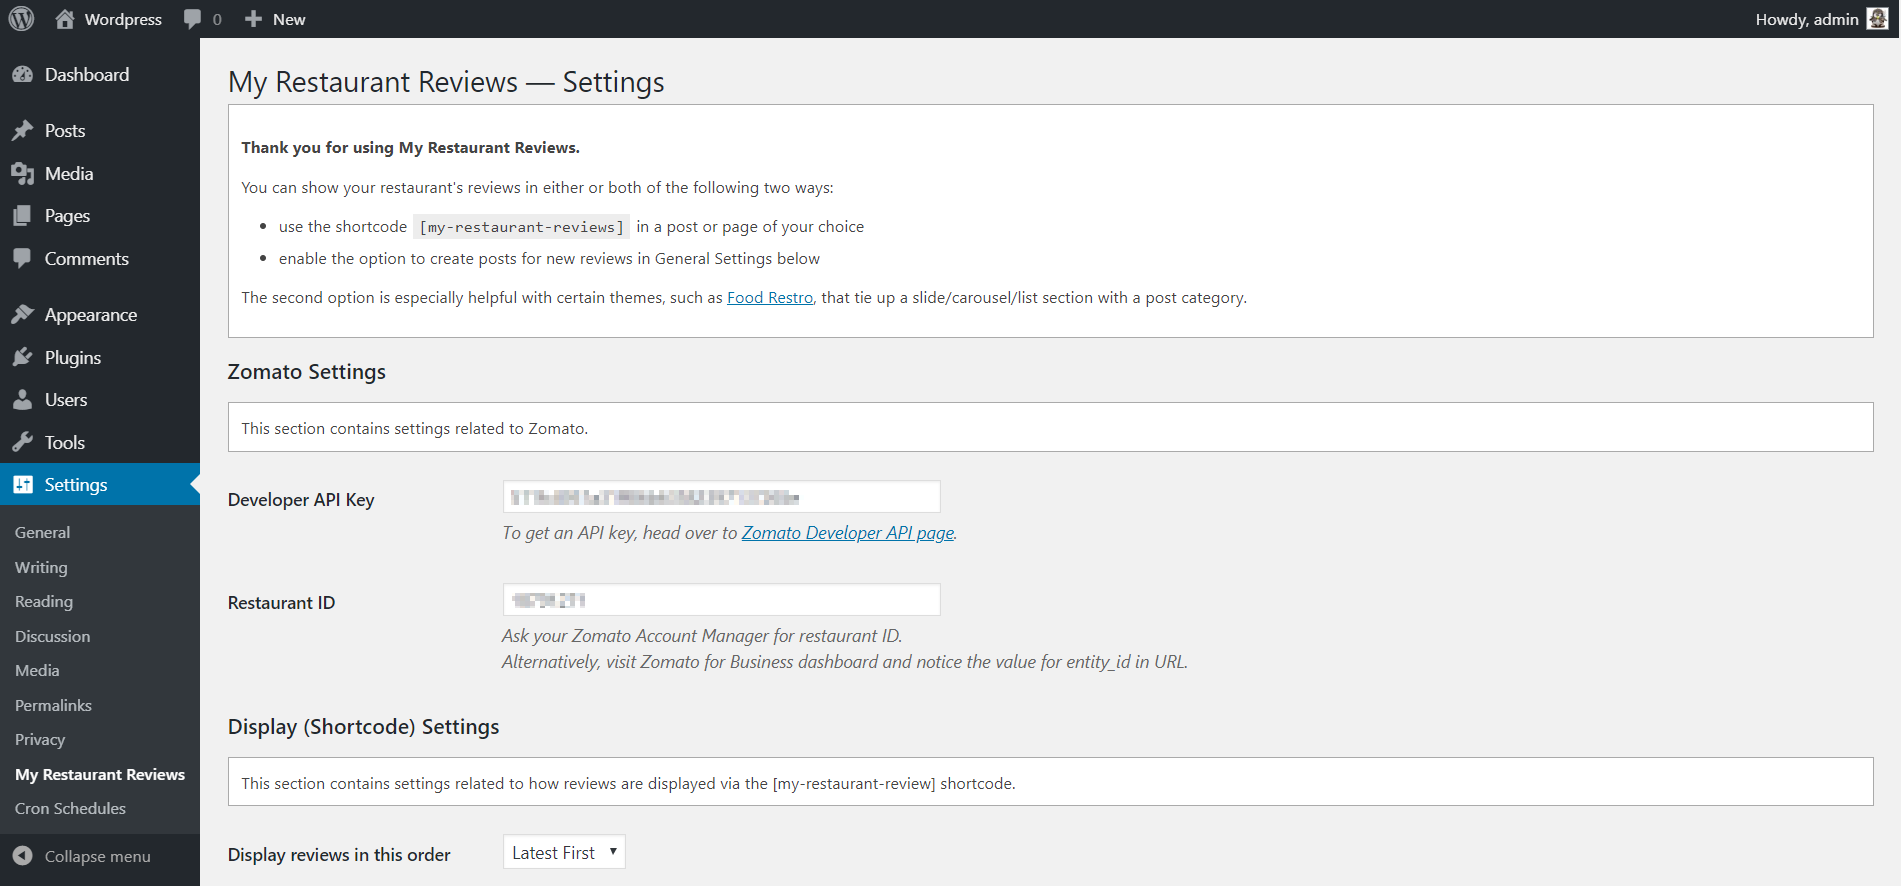 Wordpress
0
New
Howdy, admin
Dashboard
Posts
Media
Pages
Comments
Appearance
Plugins
Users
Tools
Settings
General
Writing
Reading
Discussion
Media
Permalinks
Privacy
My Restaurant Reviews
Cron Schedules
Collapse menu
My Restaurant Reviews — Settings
Thank you for using My Restaurant Reviews.
You can show your restaurant's reviews in either or both of the following two ways:
use the shortcode [my-restaurant-reviews] in a post or page of your choice
enable the option to create posts for new reviews in General Settings below
The second option is especially helpful with certain themes, such as Food Restro, that tie up a slide/carousel/list section with a post category.
Zomato Settings
This section contains settings related to Zomato.
Developer API Key
To get an API key, head over to Zomato Developer API page.
Restaurant ID
Ask your Zomato Account Manager for restaurant ID.
Alternatively, visit Zomato for Business dashboard and notice the value for entity_id in URL.
Display (Shortcode) Settings
This section contains settings related to how reviews are displayed via the [my-restaurant-review] shortcode.
Display reviews in this order
Latest First